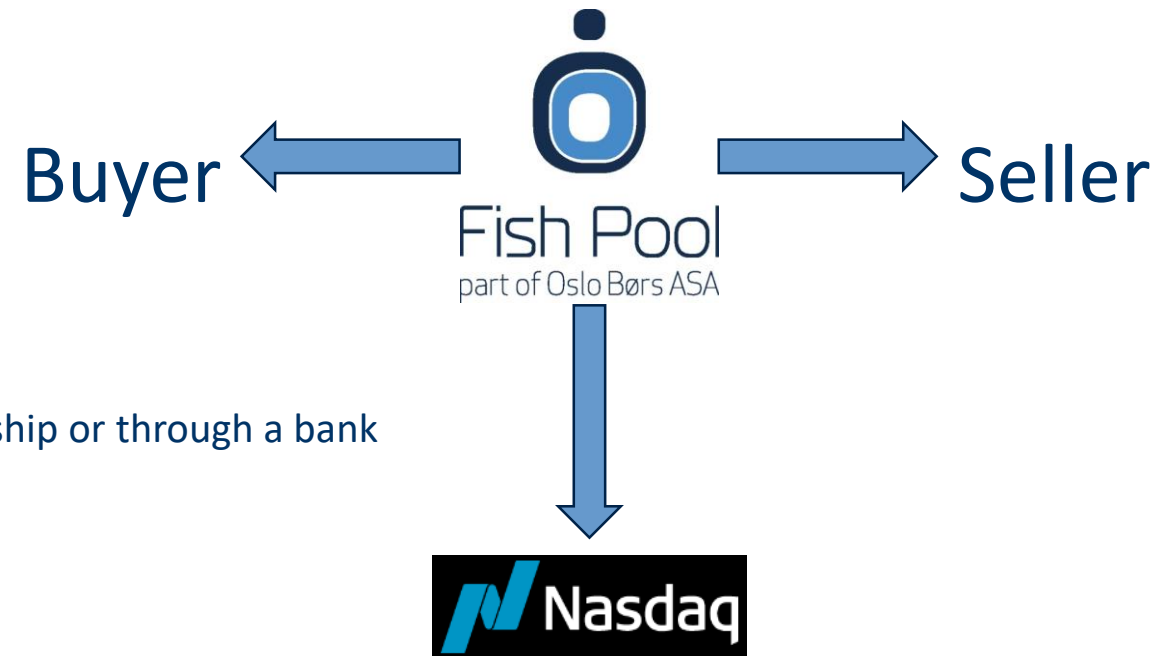 Buyer
Seller
Fish Pool
part of Oslo Børs ASA
ship or through a bank
Nasdaq